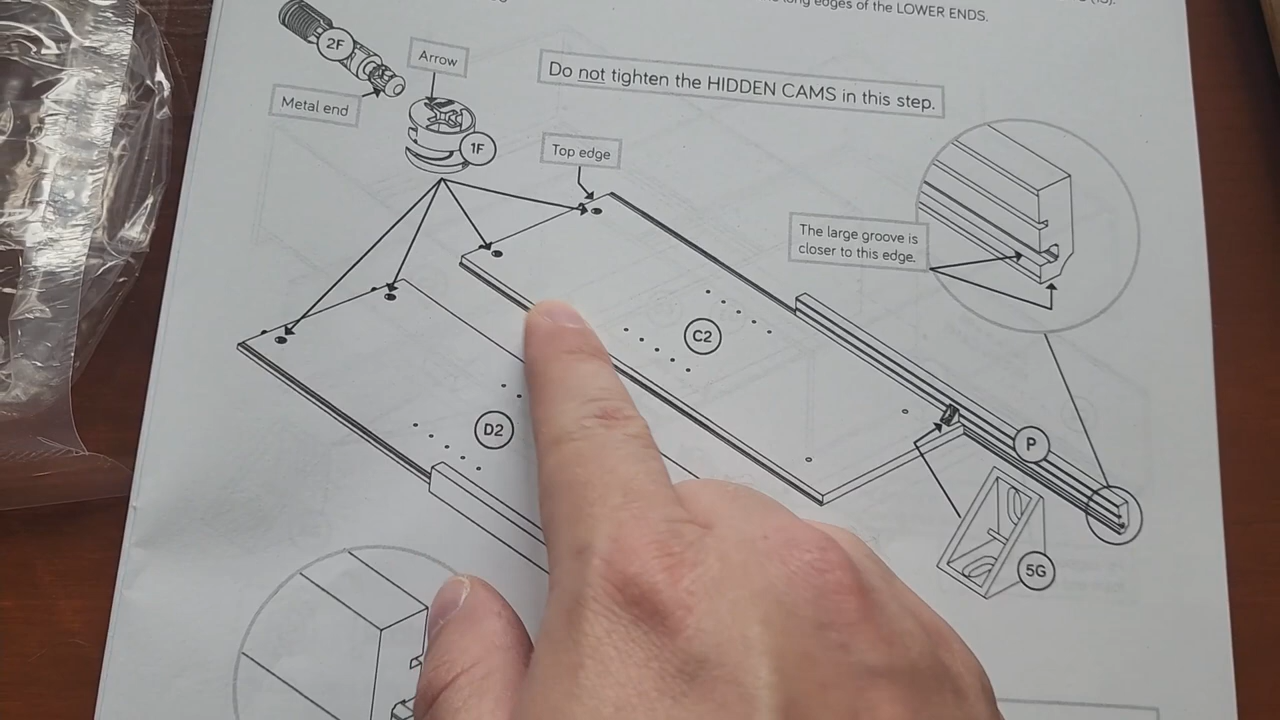 long edges of the LOWER ENDS.
2F
Arrow
Do not tighten the HIDDEN CAMS in this step.
Metal end
1F
Top edge
The large groove is
closer to this edge.
C2
D2
P
5G